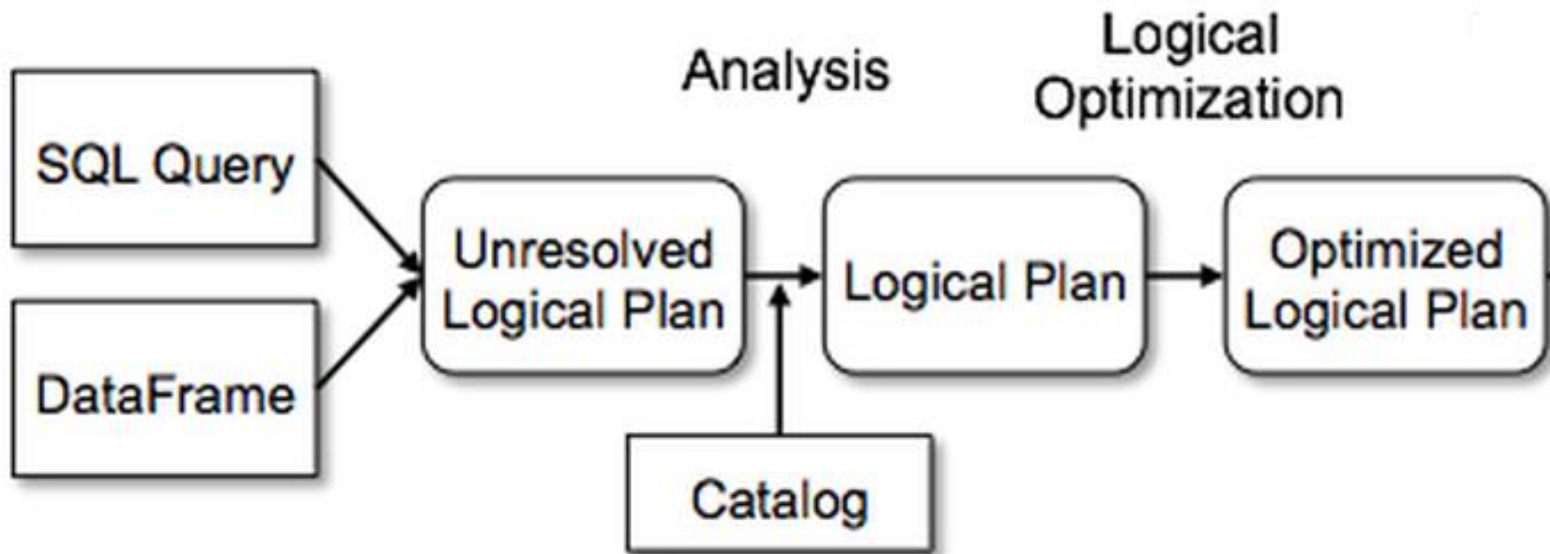 Analysis
Logical
Optimization
SQL Query
DataFrame
Unresolved
Logical Plan
Catalog
Logical Plan
Optimized
Logical Plan